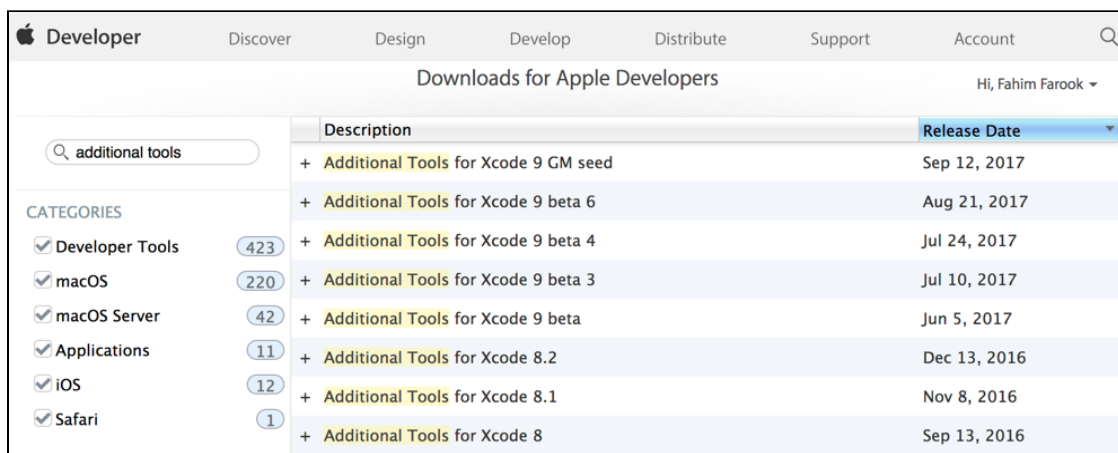 Developer Discover Design Develop Distribute Support Account
Downloads for Apple Developers
Hi, Fahim Farook
additional tools
CATEGORIES
Developer Tools 423
macOS 220
macOS Server 42
Applications 11
iOS 12
Safari 1
Description Release Date
+ Additional Tools for Xcode 9 GM seed Sep 12, 2017
+ Additional Tools for Xcode 9 beta 6 Aug 21, 2017
+ Additional Tools for Xcode 9 beta 4 Jul 24, 2017
+ Additional Tools for Xcode 9 beta 3 Jul 10, 2017
+ Additional Tools for Xcode 9 beta Jun 5, 2017
+ Additional Tools for Xcode 8.2 Dec 13, 2016
+ Additional Tools for Xcode 8.1 Nov 8, 2016
+ Additional Tools for Xcode 8 Sep 13, 2016